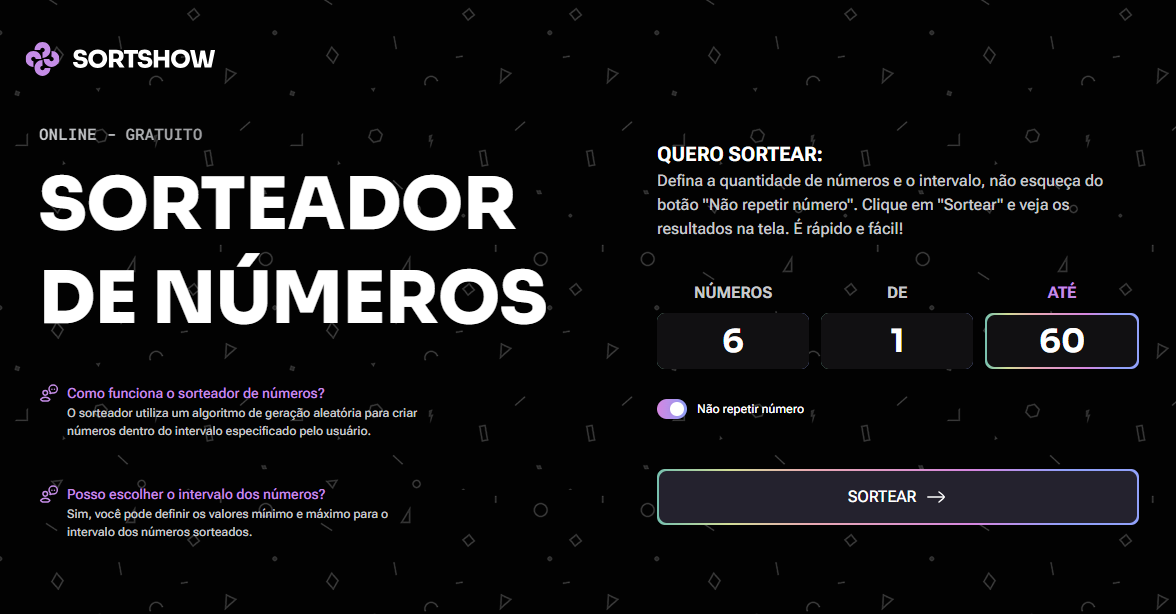 SORTSHOW
ONLINE - GRATUITO
SORTEADOR
DE NÚMEROS
Como funciona o sorteador de números?
O sorteador utiliza um algoritmo de geração aleatória para criar
números dentro do intervalo especificado pelo usuário.
Posso escolher o intervalo dos números?
Sim, você pode definir os valores mínimo e máximo para o
intervalo dos números sorteados.
QUERO SORTEAR:
Defina a quantidade de números e o intervalo, não esqueça do
botão "Não repetir número". Clique em "Sortear" e veja os
resultados na tela. É rápido e fácil!
NÚMEROS DE ATÉ
6 1 60
Não repetir número
SORTEAR →